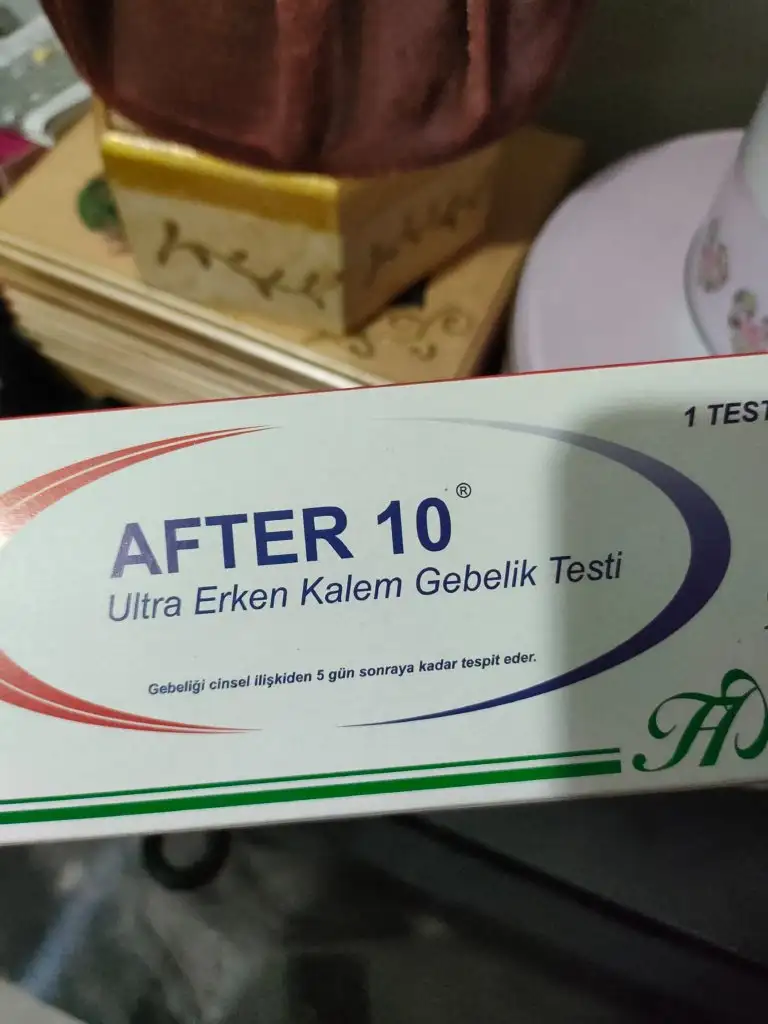 1 TEST
AFTER 10®
Ultra Erken Kalem Gebelik Testi
Gebeliği cinsel ilişkiden 5 gün sonraya kadar tespit eder.